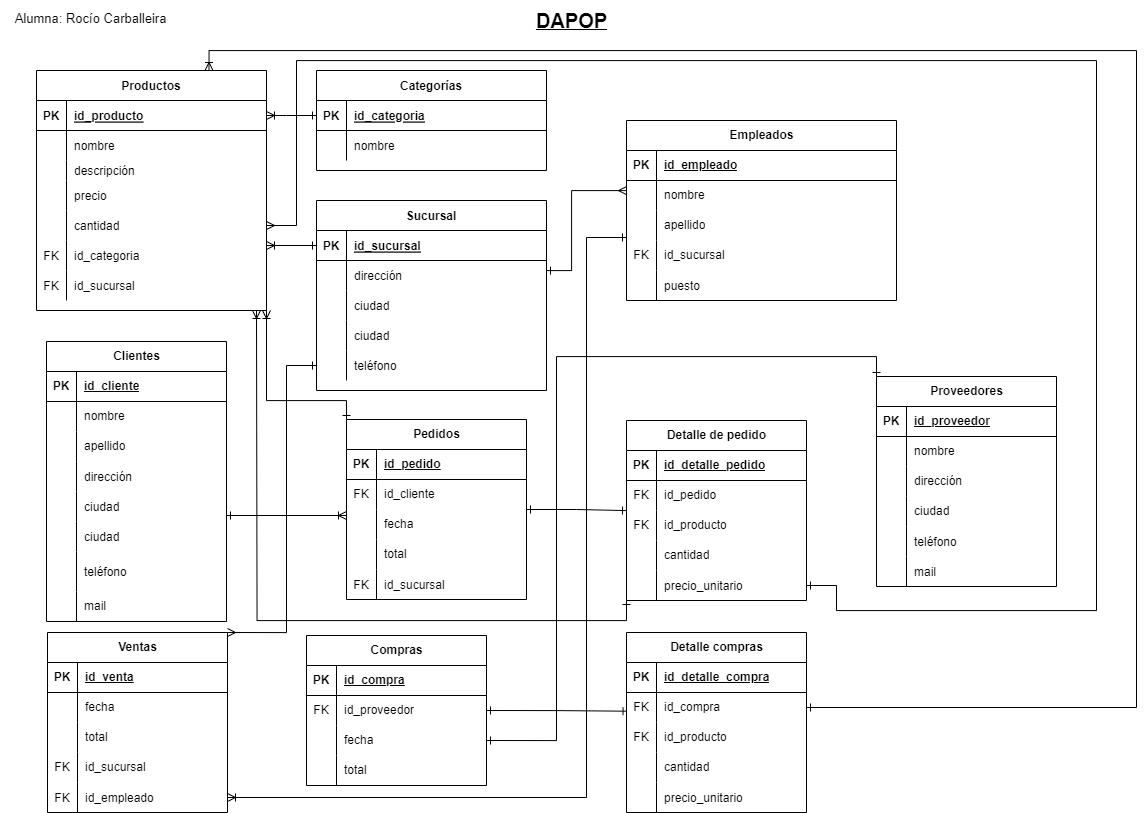 Alumna: Rocío Carballeira
DAPOP
Productos
PK id_producto
nombre
descripción
precio
cantidad
FK id_categoria
FK id_sucursal
Categorías
PK id_categoria
nombre
Sucursal
PK id_sucursal
dirección
ciudad
ciudad
teléfono
Empleados
PK id_empleado
nombre
apellido
FK id_sucursal
puesto
Clientes
PK id_cliente
nombre
apellido
dirección
ciudad
ciudad
teléfono
mail
Pedidos
PK id_pedido
FK id_cliente
fecha
total
FK id_sucursal
Detalle de pedido
PK id_detalle_pedido
FK id_pedido
FK id_producto
cantidad
precio_unitario
Proveedores
PK id_proveedor
nombre
dirección
ciudad
teléfono
mail
Ventas
PK id_venta
fecha
total
FK id_sucursal
FK id_empleado
Compras
PK id_compra
FK id_proveedor
fecha
total
Detalle compras
PK id_detalle_compra
FK id_compra
FK id_producto
cantidad
precio_unitario